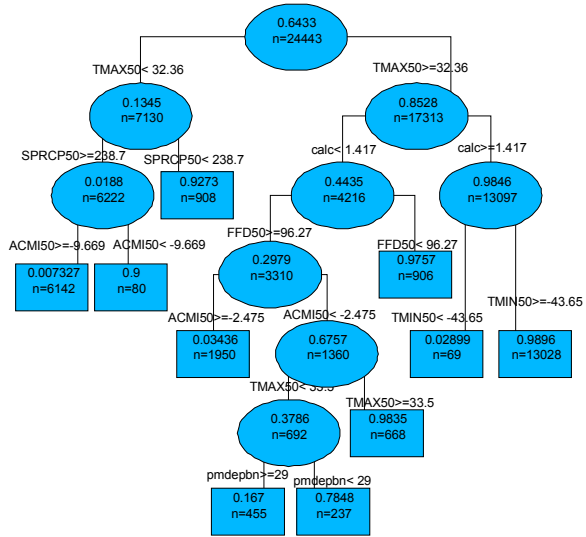 0.6433
n=24443
TMAX50< 32.36
TMAX50>=32.36
0.1345
n=7130
0.8528
n=17313
SPRCP50>=238.7
SPRCP50< 238.7
calc< 1.417
calc>=1.417
0.0188
n=6222
0.9273
n=908
0.4435
n=4216
0.9846
n=13097
ACMI50>=-9.669
ACMI50< -9.669
FFD50>=96.27
FFD50< 96.27
0.007327
n=6142
0.9
n=80
0.2979
n=3310
0.9757
n=906
TMIN50< -43.65
TMIN50>=-43.65
ACMI50>=-2.475
ACMI50< -2.475
0.03436
n=1950
0.6757
n=1360
0.02899
n=69
0.9896
n=13028
TMAX50< 33.5
TMAX50>=33.5
0.3786
n=692
0.9835
n=668
pmdepbn>=29
pmdepbn< 29
0.167
n=455
0.7848
n=237